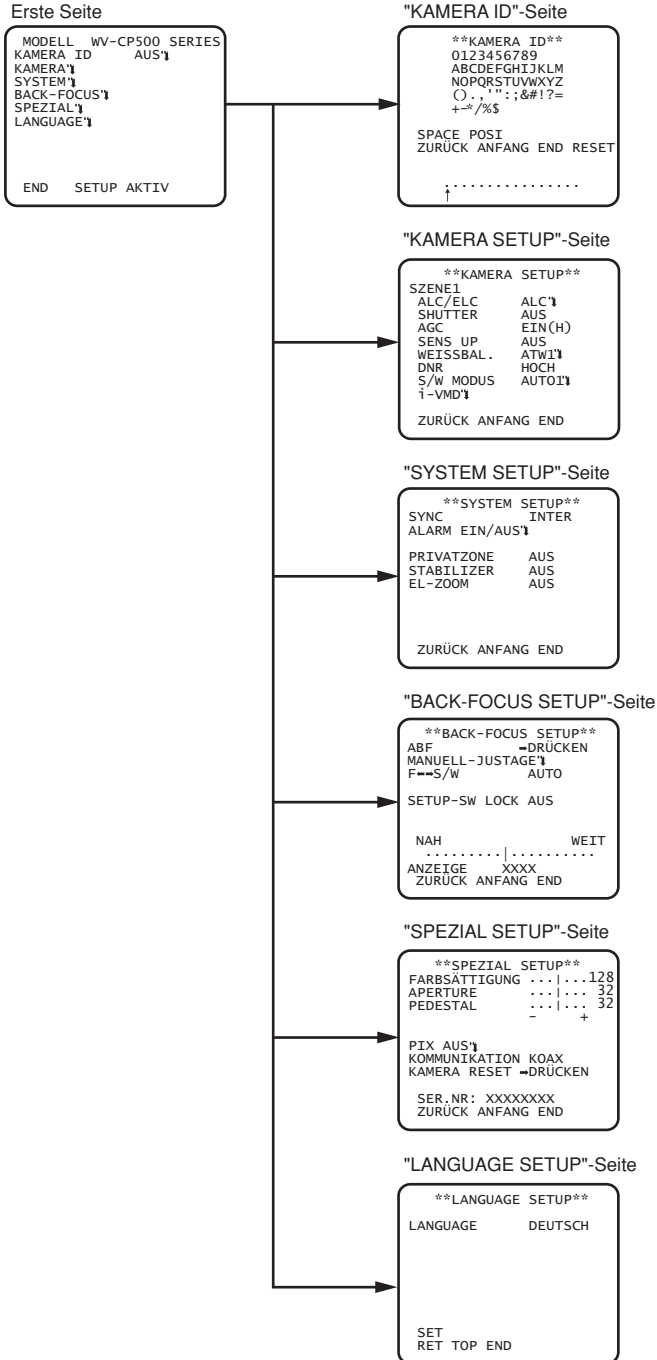 Erste Seite
MODELL WV-CP500 SERIES
KAMERA ID AUS↴
KAMERA↴
SYSTEM↴
BACK-FOCUS↴
SPEZIAL↴
LANGUAGE↴
END SETUP AKTIV
"KAMERA ID"-Seite
**KAMERA ID**
0123456789
ABCDEFGHIJKLM
NOPQRSTUVWXYZ
().,'":;&#!?=
+-*/%$
SPACE POSI
ZURÜCK ANFANG END RESET
................
↑
"KAMERA SETUP"-Seite
**KAMERA SETUP**
SZENE1
ALC/ELC ALC↴
SHUTTER AUS
AGC EIN(H)
SENS UP AUS
WEISSBAL. ATW1↴
DNR HOCH
S/W MODUS AUTO1↴
i-VMD↴
ZURÜCK ANFANG END
"SYSTEM SETUP"-Seite
**SYSTEM SETUP**
SYNC INTER
ALARM EIN/AUS↴
PRIVATZONE AUS
STABILIZER AUS
EL-ZOOM AUS
ZURÜCK ANFANG END
"BACK-FOCUS SETUP"-Seite
**BACK-FOCUS SETUP**
ABF ➡DRÜCKEN
MANUELL-JUSTAGE↴
F⬅➡S/W AUTO
SETUP-SW LOCK AUS
NAH WEIT
.........|..........
ANZEIGE XXXX
ZURÜCK ANFANG END
"SPEZIAL SETUP"-Seite
**SPEZIAL SETUP**
FARBSÄTTIGUNG ...|...128
APERTURE ...|... 32
PEDESTAL ...|... 32
- +
PIX AUS↴
KOMMUNIKATION KOAX
KAMERA RESET ➡DRÜCKEN
SER.NR: XXXXXXXX
ZURÜCK ANFANG END
"LANGUAGE SETUP"-Seite
**LANGUAGE SETUP**
LANGUAGE DEUTSCH
SET
RET TOP END